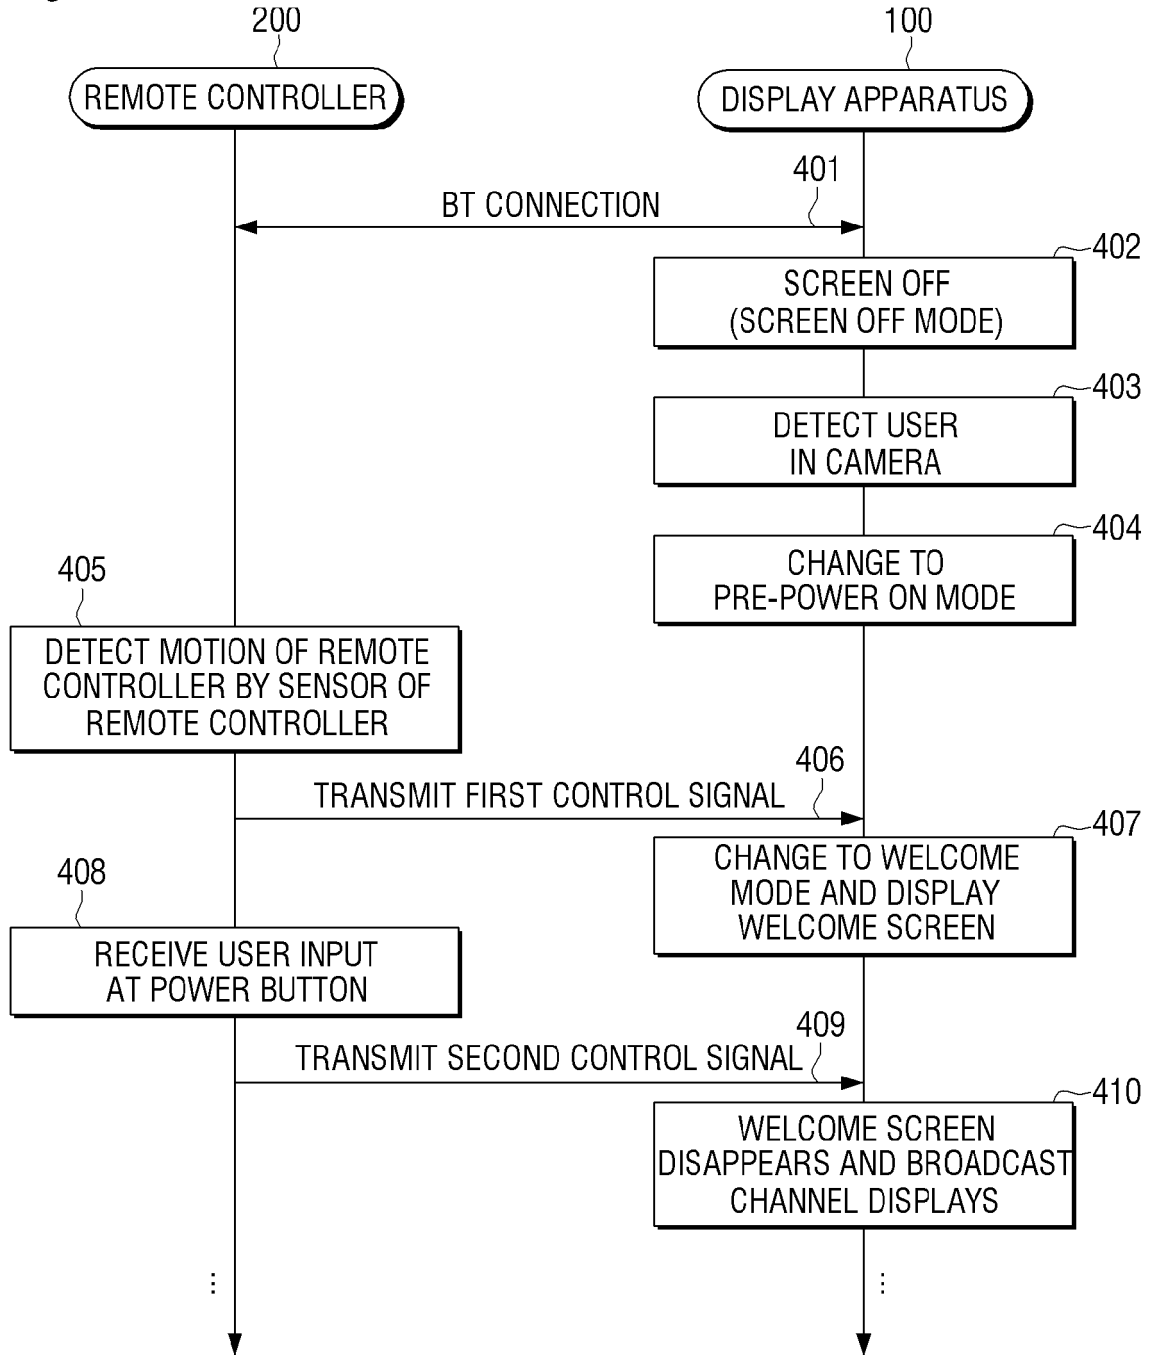 200
100
REMOTE CONTROLLER
DISPLAY APPARATUS
401
BT CONNECTION
402
SCREEN OFF
(SCREEN OFF MODE)
403
DETECT USER
IN CAMERA
404
CHANGE TO
PRE-POWER ON MODE
405
DETECT MOTION OF REMOTE
CONTROLLER BY SENSOR OF
REMOTE CONTROLLER
406
TRANSMIT FIRST CONTROL SIGNAL
407
CHANGE TO WELCOME
MODE AND DISPLAY
WELCOME SCREEN
408
RECEIVE USER INPUT
AT POWER BUTTON
409
TRANSMIT SECOND CONTROL SIGNAL
410
WELCOME SCREEN
DISAPPEARS AND BROADCAST
CHANNEL DISPLAYS